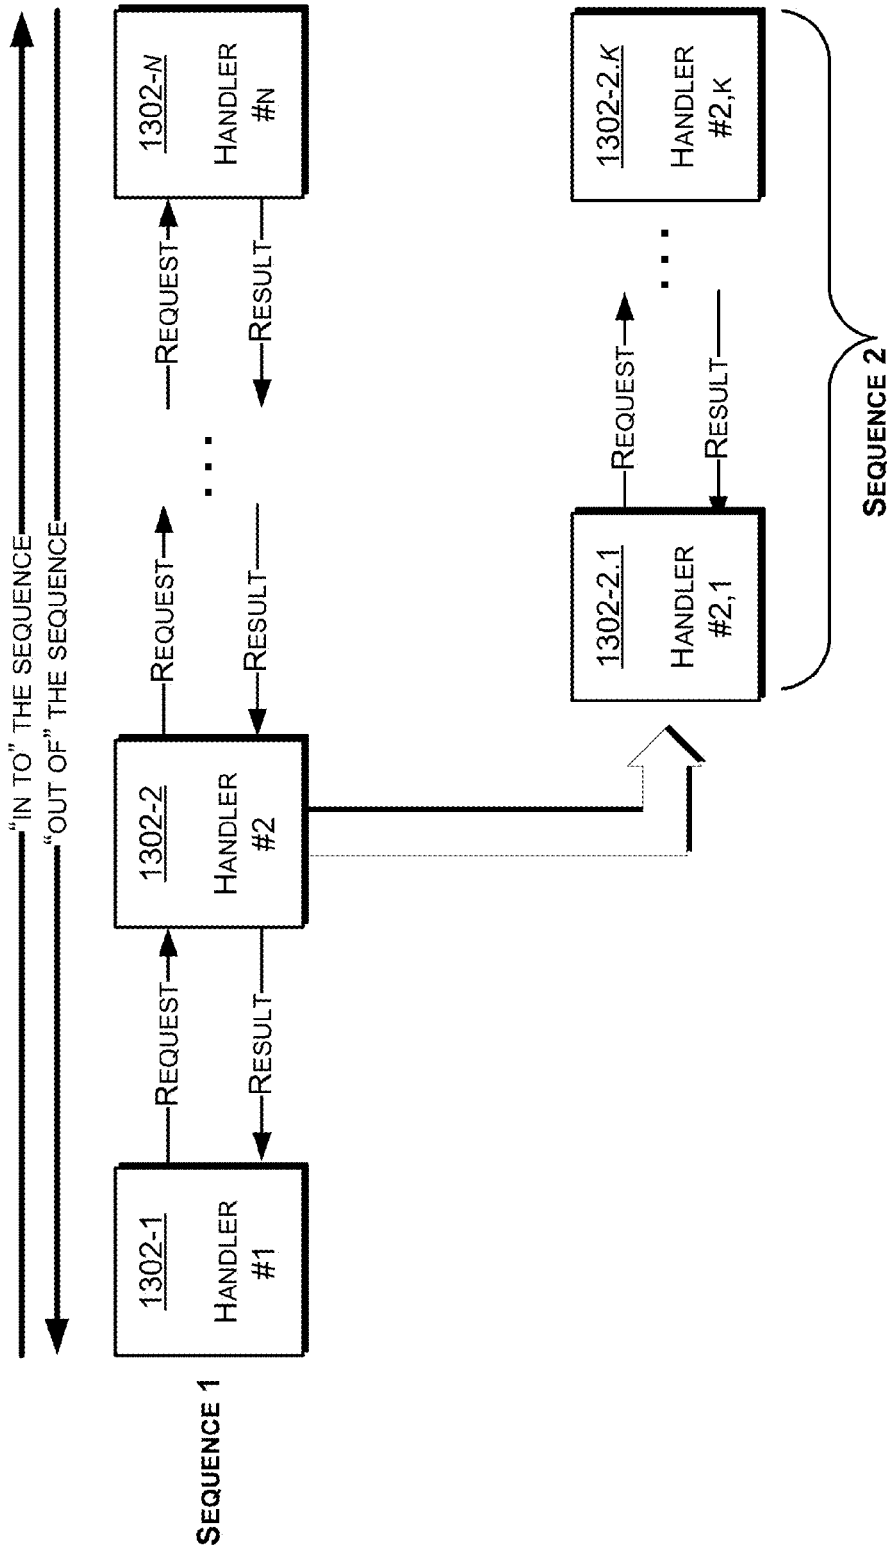 “IN TO” THE SEQUENCE
“OUT OF” THE SEQUENCE
SEQUENCE 1
1302-1
HANDLER
#1
REQUEST
RESULT
1302-2
HANDLER
#2
REQUEST
RESULT
...
REQUEST
RESULT
1302-N
HANDLER
#N
1302-2.1
HANDLER
#2,1
REQUEST
RESULT
...
1302-2.K
HANDLER
#2,K
SEQUENCE 2